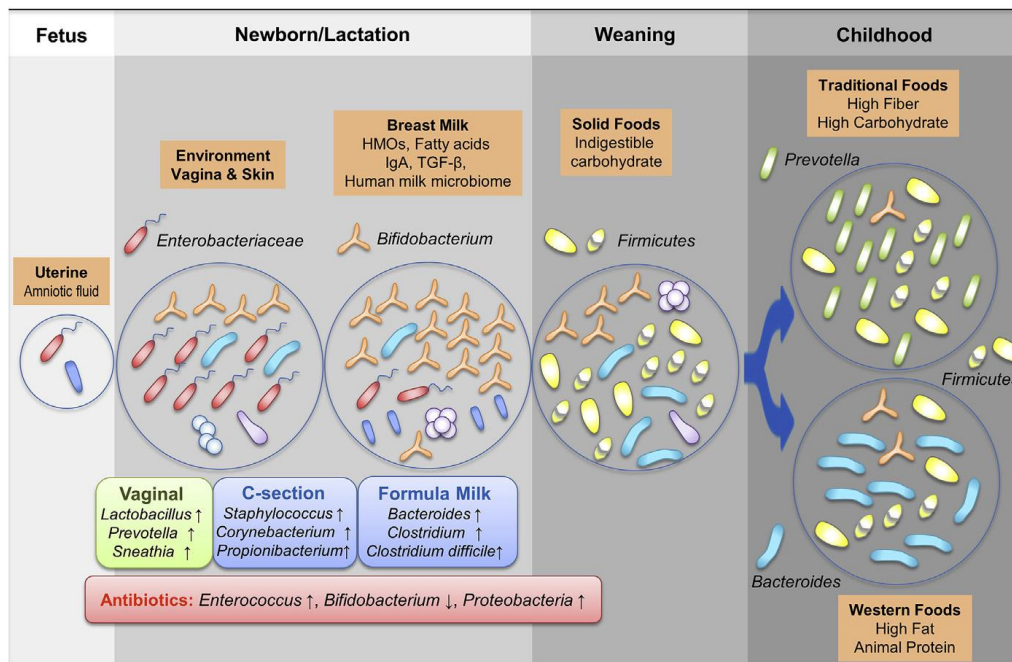 Fetus
Newborn/Lactation
Weaning
Childhood
Uterine
Amniotic fluid
Environment
Vagina & Skin
Enterobacteriaceae
Breast Milk
HMOs, Fatty acids
IgA, TGF-β,
Human milk microbiome
Bifidobacterium
Solid Foods
Indigestible
carbohydrate
Firmicutes
Traditional Foods
High Fiber
High Carbohydrate
Prevotella
Firmicutes
Bacteroides
Western Foods
High Fat
Animal Protein
Vaginal
Lactobacillus ↑
Prevotella ↑
Sneathia ↑
C-section
Staphylococcus ↑
Corynebacterium ↑
Propionibacterium↑
Formula Milk
Bacteroides ↑
Clostridium ↑
Clostridium difficile↑
Antibiotics: Enterococcus ↑, Bifidobacterium ↓, Proteobacteria ↑